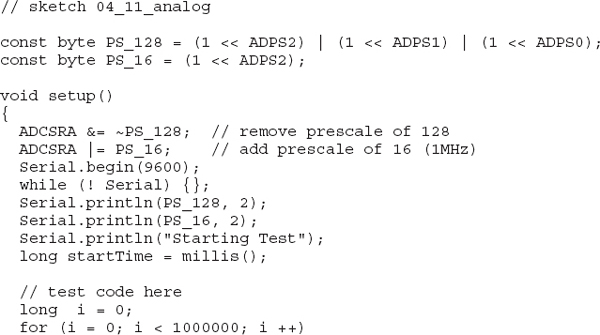 // sketch 04_11_analog
const byte PS_128 = (1 << ADPS2) | (1 << ADPS1) | (1 << ADPS0);
const byte PS_16 = (1 << ADPS2);
void setup()
{
  ADCSRA &= ~PS_128;  // remove prescale of 128
  ADCSRA |= PS_16;    // add prescale of 16 (1MHz)
  Serial.begin(9600);
  while (! Serial) {};
  Serial.println(PS_128, 2);
  Serial.println(PS_16, 2);
  Serial.println("Starting Test");
  long startTime = millis();
  // test code here
  long  i = 0;
  for (i = 0; i < 1000000; i ++)